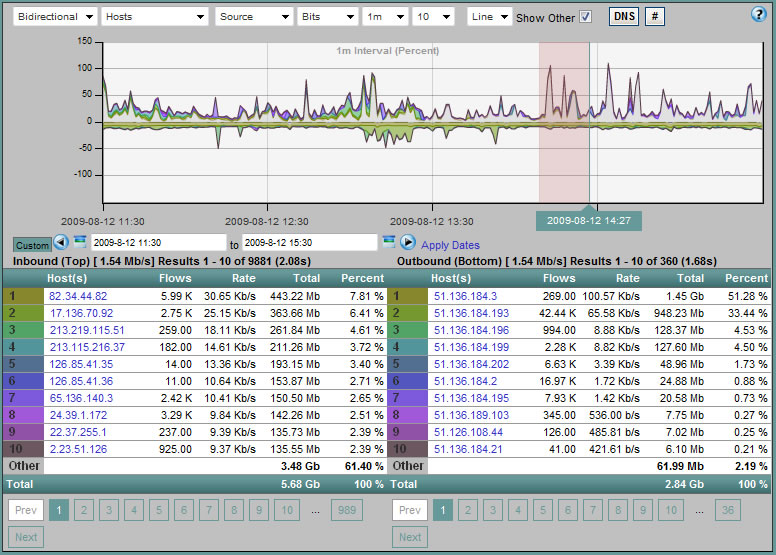 Bidirectional Hosts Source Bits 1m 10 Line Show Other DNS # ?
1m Interval (Percent)
150
100
50
0
-50
-100
2009-08-12 11:30 2009-08-12 12:30 2009-08-12 13:30 2009-08-12 14:27
Custom 2009-8-12 11:30 to 2009-8-12 15:30 Apply Dates
Inbound (Top) [ 1.54 Mb/s] Results 1 - 10 of 9881 (2.08s)
Host(s) Flows Rate Total Percent
1 82.34.44.82 5.99 K 30.65 Kb/s 443.22 Mb 7.81 %
2 17.136.70.92 2.75 K 25.15 Kb/s 363.66 Mb 6.41 %
3 213.219.115.51 259.00 18.11 Kb/s 261.84 Mb 4.61 %
4 213.115.216.37 182.00 14.61 Kb/s 211.26 Mb 3.72 %
5 126.85.41.35 14.00 13.36 Kb/s 193.15 Mb 3.40 %
6 126.85.41.36 11.00 10.64 Kb/s 153.87 Mb 2.71 %
7 65.136.140.3 2.42 K 10.41 Kb/s 150.50 Mb 2.65 %
8 24.39.1.172 3.29 K 9.84 Kb/s 142.26 Mb 2.51 %
9 22.37.255.1 237.00 9.39 Kb/s 135.73 Mb 2.39 %
10 2.23.51.126 925.00 9.37 Kb/s 135.55 Mb 2.39 %
Other 3.48 Gb 61.40 %
Total 5.68 Gb 100 %
Prev 1 2 3 4 5 6 7 8 9 10 ... 989
Next
Outbound (Bottom) [ 1.54 Mb/s] Results 1 - 10 of 360 (1.68s)
Host(s) Flows Rate Total Percent
1 51.136.184.3 269.00 100.57 Kb/s 1.45 Gb 51.28 %
2 51.136.184.193 42.44 K 65.58 Kb/s 948.23 Mb 33.44 %
3 51.136.184.196 994.00 8.88 Kb/s 128.37 Mb 4.53 %
4 51.136.184.199 2.28 K 8.82 Kb/s 127.60 Mb 4.50 %
5 51.136.184.202 6.63 K 3.39 Kb/s 48.96 Mb 1.73 %
6 51.136.184.2 16.97 K 1.72 Kb/s 24.88 Mb 0.88 %
7 51.136.184.195 7.93 K 1.42 Kb/s 20.58 Mb 0.73 %
8 51.136.189.103 345.00 536.00 b/s 7.75 Mb 0.27 %
9 51.126.108.44 126.00 485.81 b/s 7.02 Mb 0.25 %
10 51.136.184.21 41.00 421.61 b/s 6.10 Mb 0.21 %
Other 61.99 Mb 2.19 %
Total 2.84 Gb 100 %
Prev 1 2 3 4 5 6 7 8 9 10 ... 36
Next